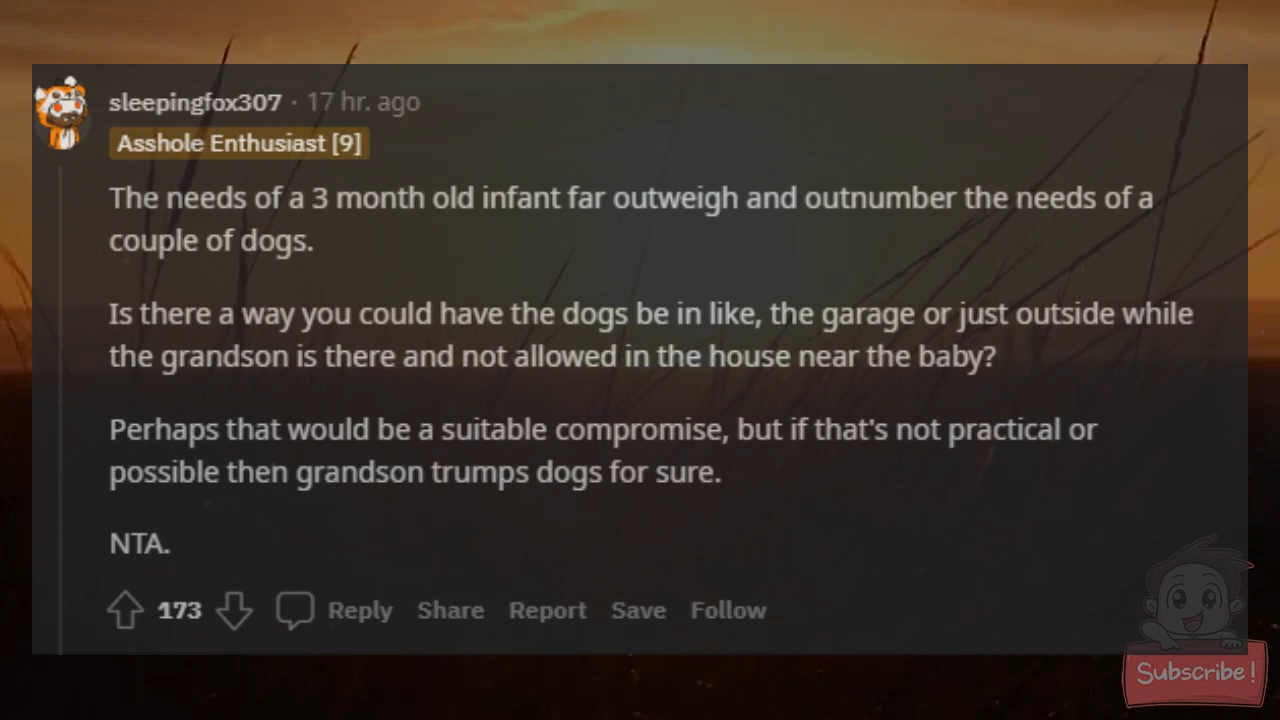 sleepingfox307 · 17 hr. ago
Asshole Enthusiast [9]
The needs of a 3 month old infant far outweigh and outnumber the needs of a
couple of dogs.
Is there a way you could have the dogs be in like, the garage or just outside while
the grandson is there and not allowed in the house near the baby?
Perhaps that would be a suitable compromise, but if that's not practical or
possible then grandson trumps dogs for sure.
NTA.
173 Reply Share Report Save Follow
Subscribe!